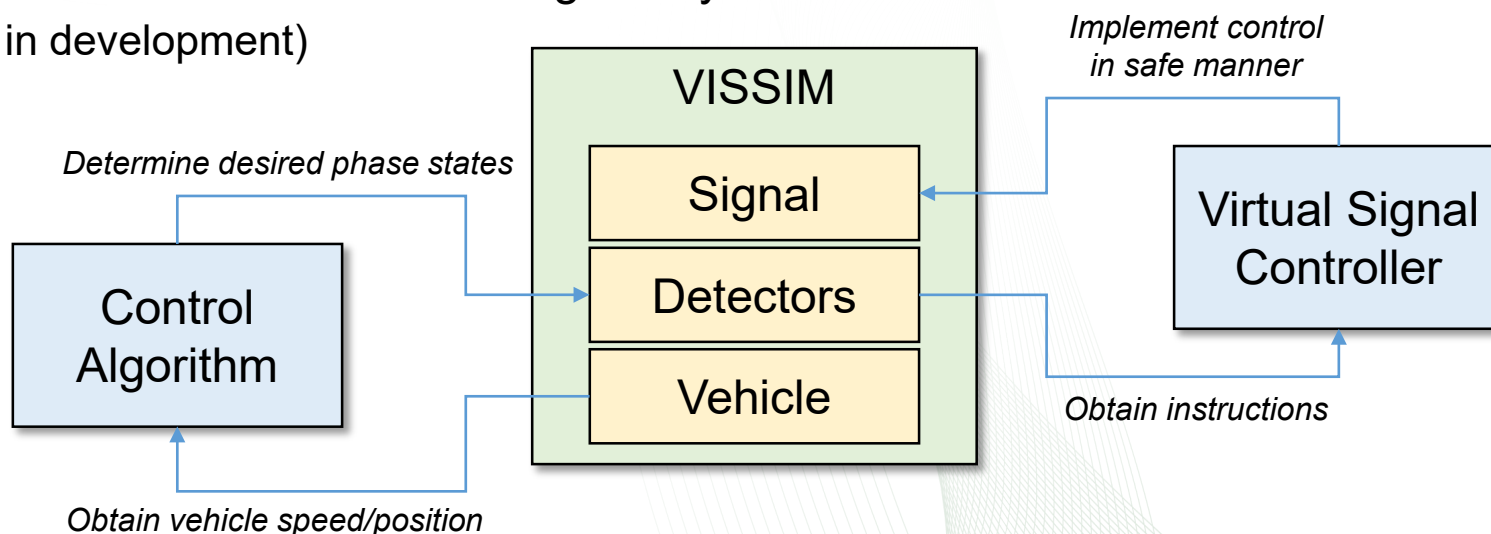 in development)
Implement control
in safe manner
VISSIM
Determine desired phase states
Signal
Virtual Signal
Controller
Control
Algorithm
Detectors
Vehicle
Obtain instructions
Obtain vehicle speed/position